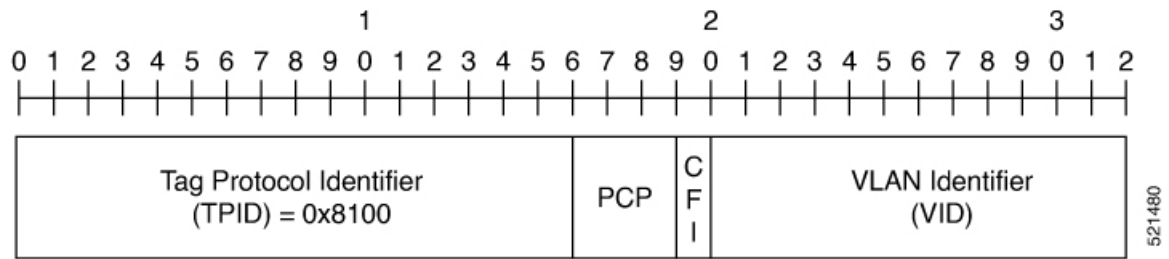 1 2 3
0 1 2 3 4 5 6 7 8 9 0 1 2 3 4 5 6 7 8 9 0 1 2 3 4 5 6 7 8 9 0 1 2
Tag Protocol Identifier
(TPID) = 0x8100
PCP
C
F
I
VLAN Identifier
(VID)
521480